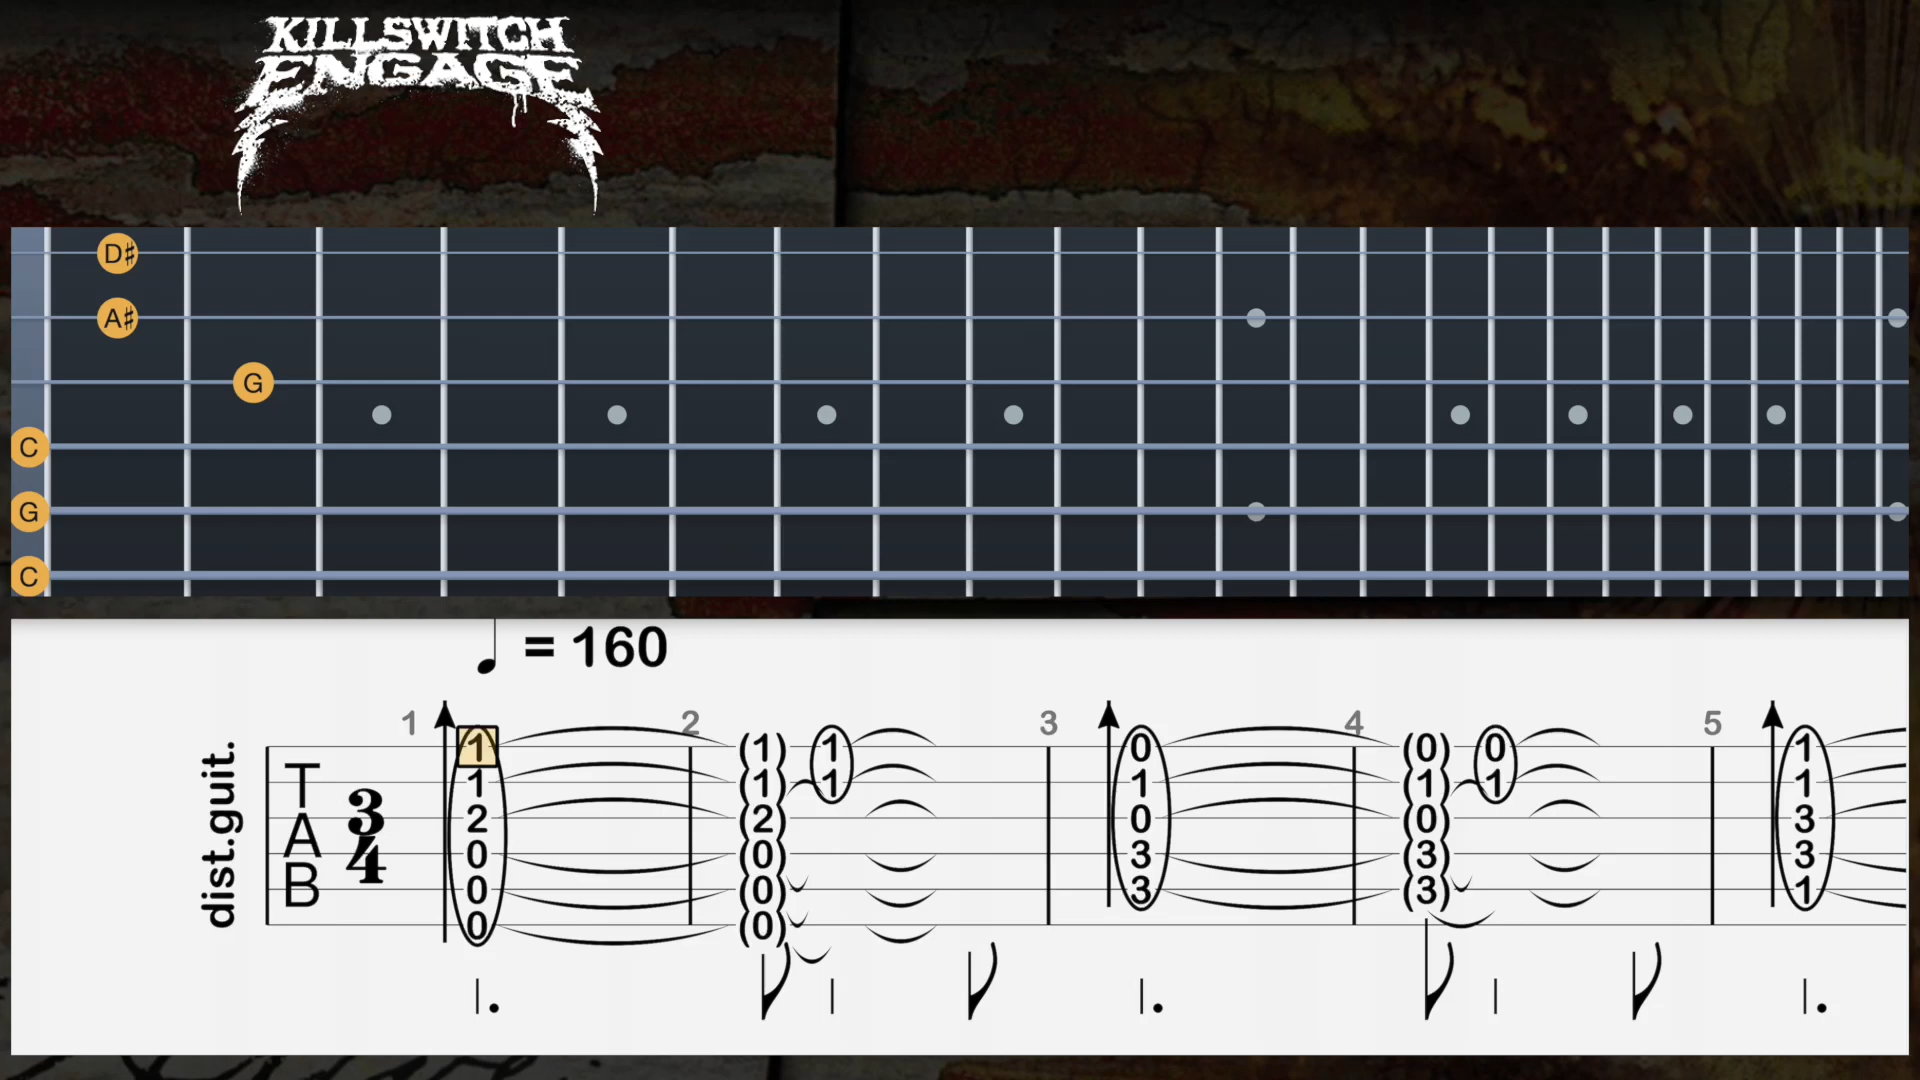 KILLSWITCH
ENGAGE
D♯
A♯
G
C
G
C
♩ = 160
1 2 3 4 5
dist.guit.
TAB
3
4
1 (1) 1 0 (0) 0 1
1 (1) 1 1 (1) 1 1
2 (2) 0 (0) 3
0 (0) 3 (3) 3
0 (0) 3 (3) 1
0 (0)